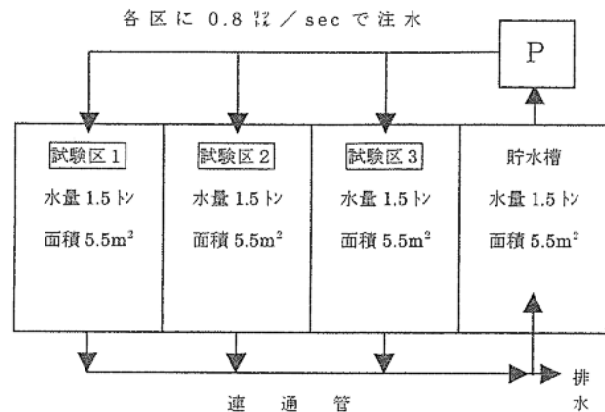 各区に 0.8 ㍑／sec で注水
P
試験区1
試験区2
試験区3
貯水槽
水量 1.5 ㌧
水量 1.5 ㌧
水量 1.5 ㌧
水量 1.5 ㌧
面積 5.5m²
面積 5.5m²
面積 5.5m²
面積 5.5m²
連通管
排水